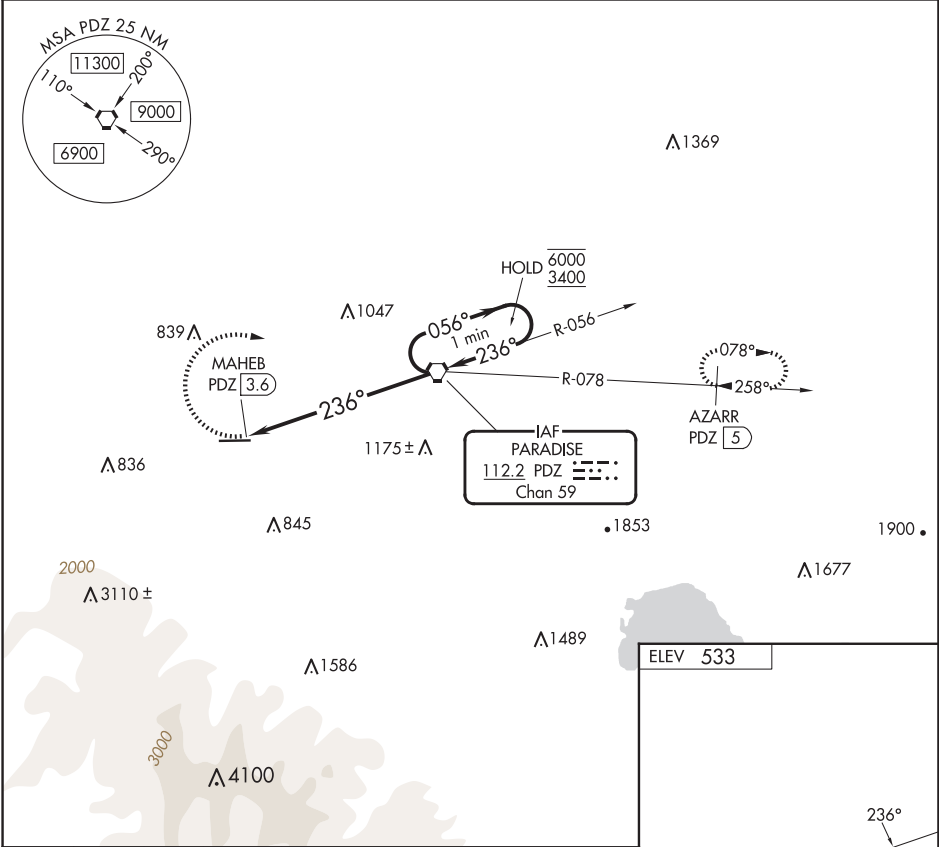 MSA PDZ 25 NM
11300
110°
200°
9000
6900
290°
1369
HOLD 6000
3400
1047
056°
1 min
236°
R-056
839
MAHEB
PDZ 3.6
236°
R-078
078°
258°
AZARR
PDZ 5
1175 ±
IAF
PARADISE
112.2 PDZ
Chan 59
836
845
1853
1900
2000
3110 ±
1677
1489
1586
ELEV 533
3000
4100
236°